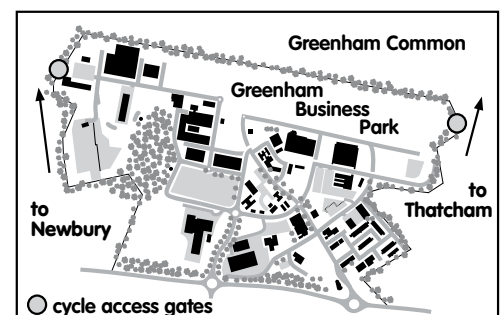 Greenham Common
Greenham
Business
Park
to
Newbury
to
Thatcham
cycle access gates